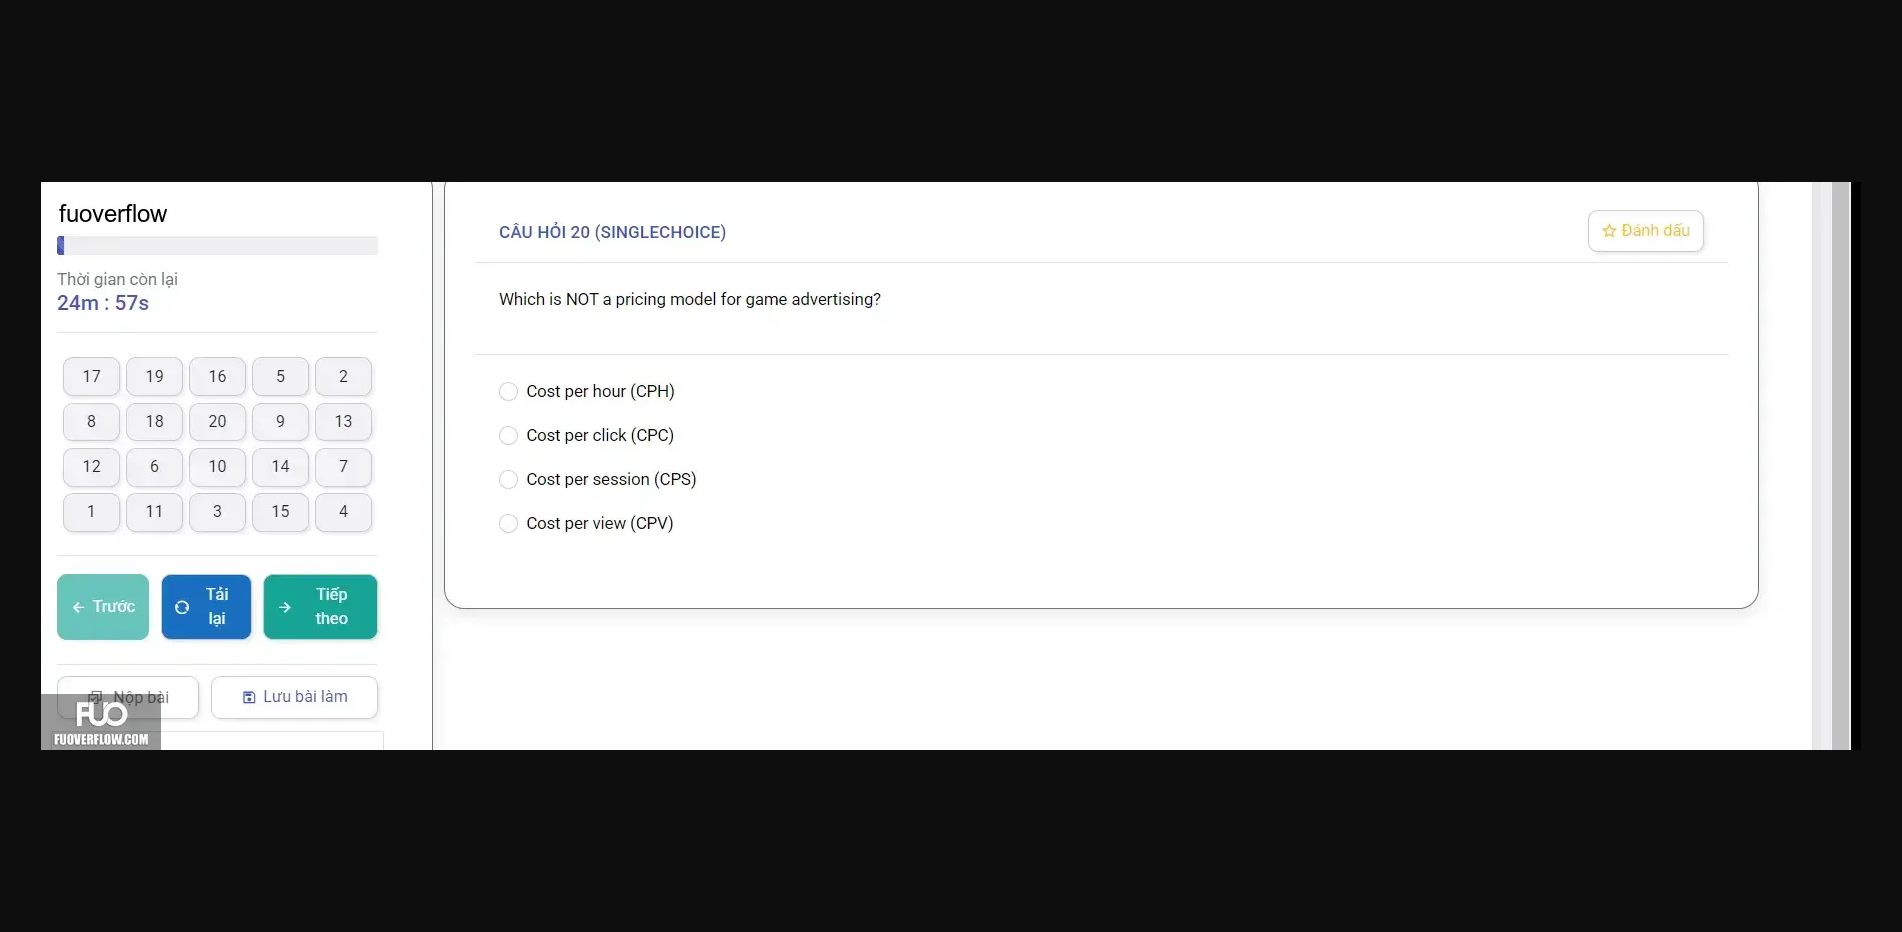 fuoverflow
Thời gian còn lại
24m : 57s
17 19 16 5 2
8 18 20 9 13
12 6 10 14 7
1 11 3 15 4
Trước
Tải lại
Tiếp theo
Nộp bài
Lưu bài làm
FUO
FUOVERFLOW.COM
CÂU HỎI 20 (SINGLECHOICE)
Đánh dấu
Which is NOT a pricing model for game advertising?
Cost per hour (CPH)
Cost per click (CPC)
Cost per session (CPS)
Cost per view (CPV)